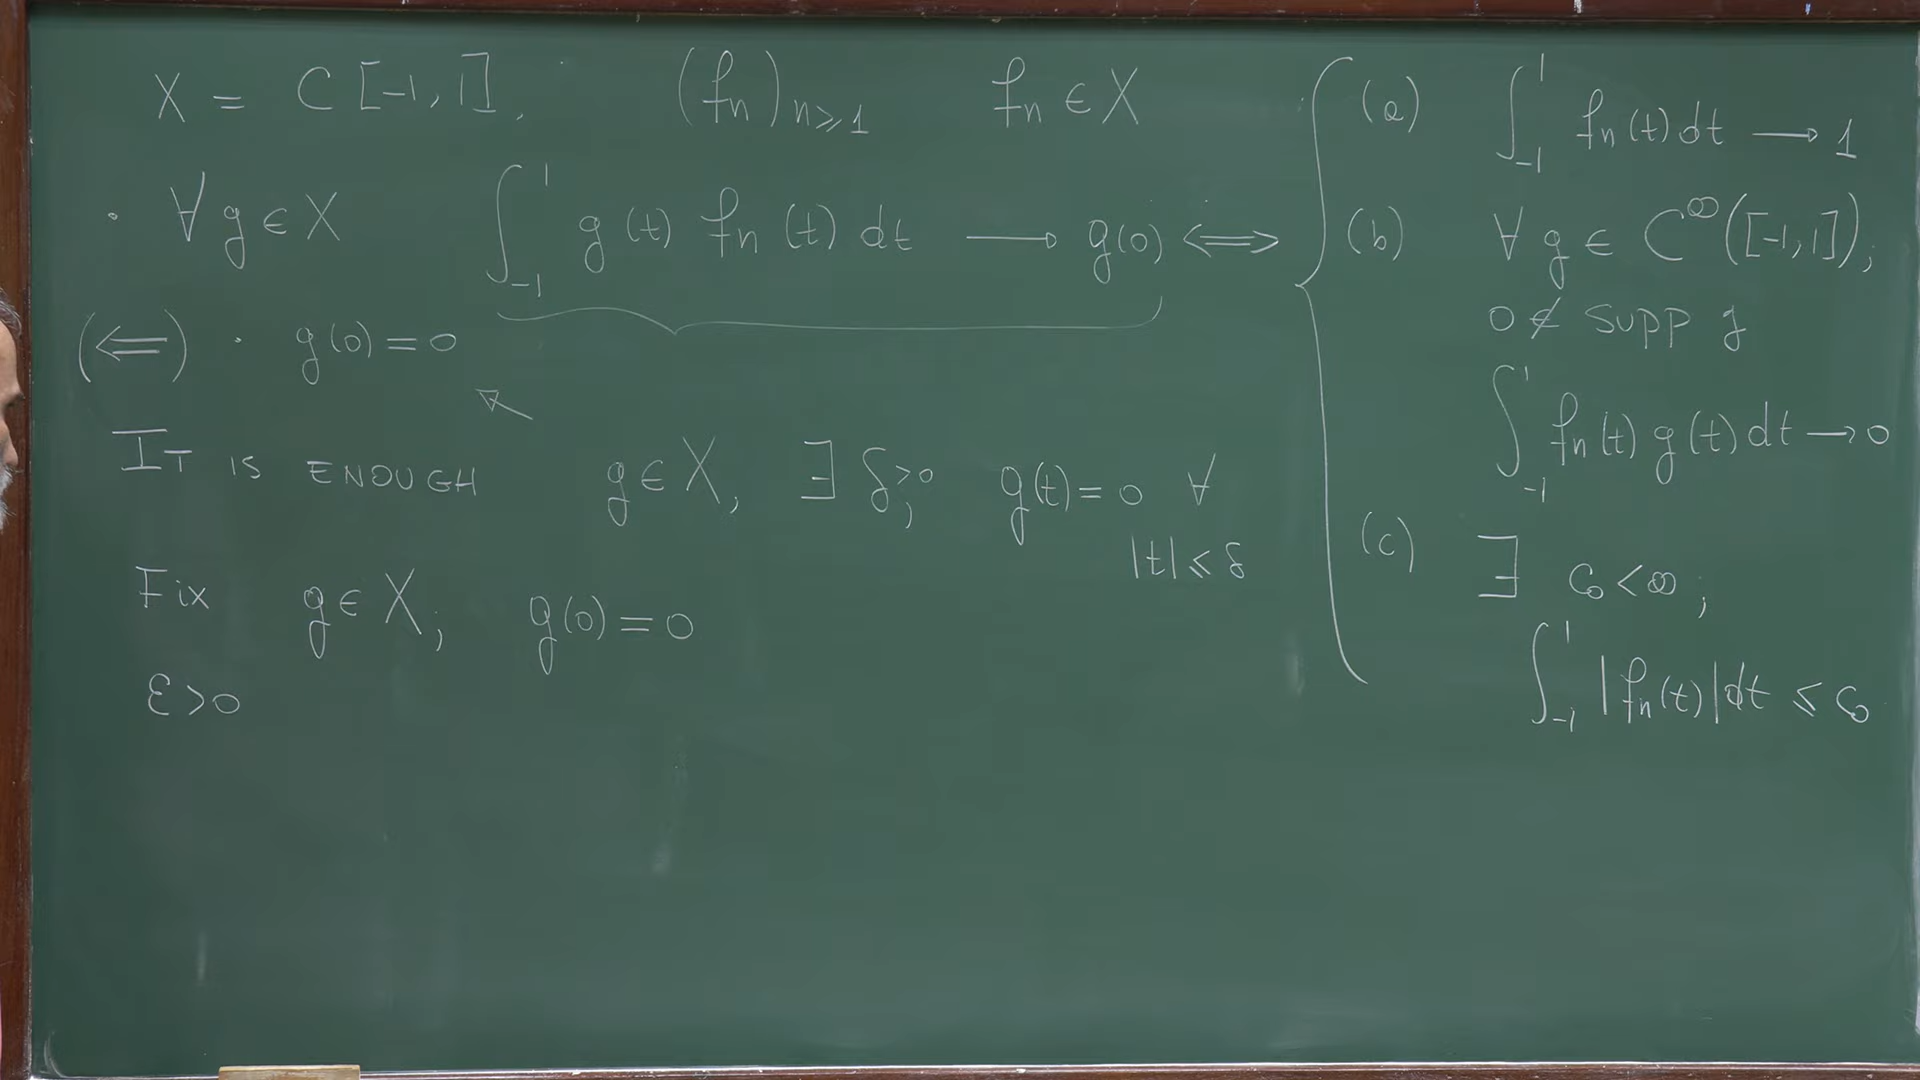 X = C[-1,1], (fn)n≥1 fn ∈ X
· ∀ g ∈ X ∫_{-1}^{1} g(t) fn(t) dt → g(0) ⟺
(⟸) · g(0) = 0
IT IS ENOUGH g ∈ X, ∃ δ>0; g(t) = 0 ∀
|t| ≤ δ
Fix g ∈ X; g(0) = 0
ε > 0
(a) ∫_{-1}^{1} fn(t) dt → 1
(b) ∀ g ∈ C^∞([-1,1]);
0 ∉ SUPP g
∫_{-1}^{1} fn(t) g(t) dt → 0
(c) ∃ C₀ < ∞;
∫_{-1}^{1} |fn(t)| dt ≤ C₀